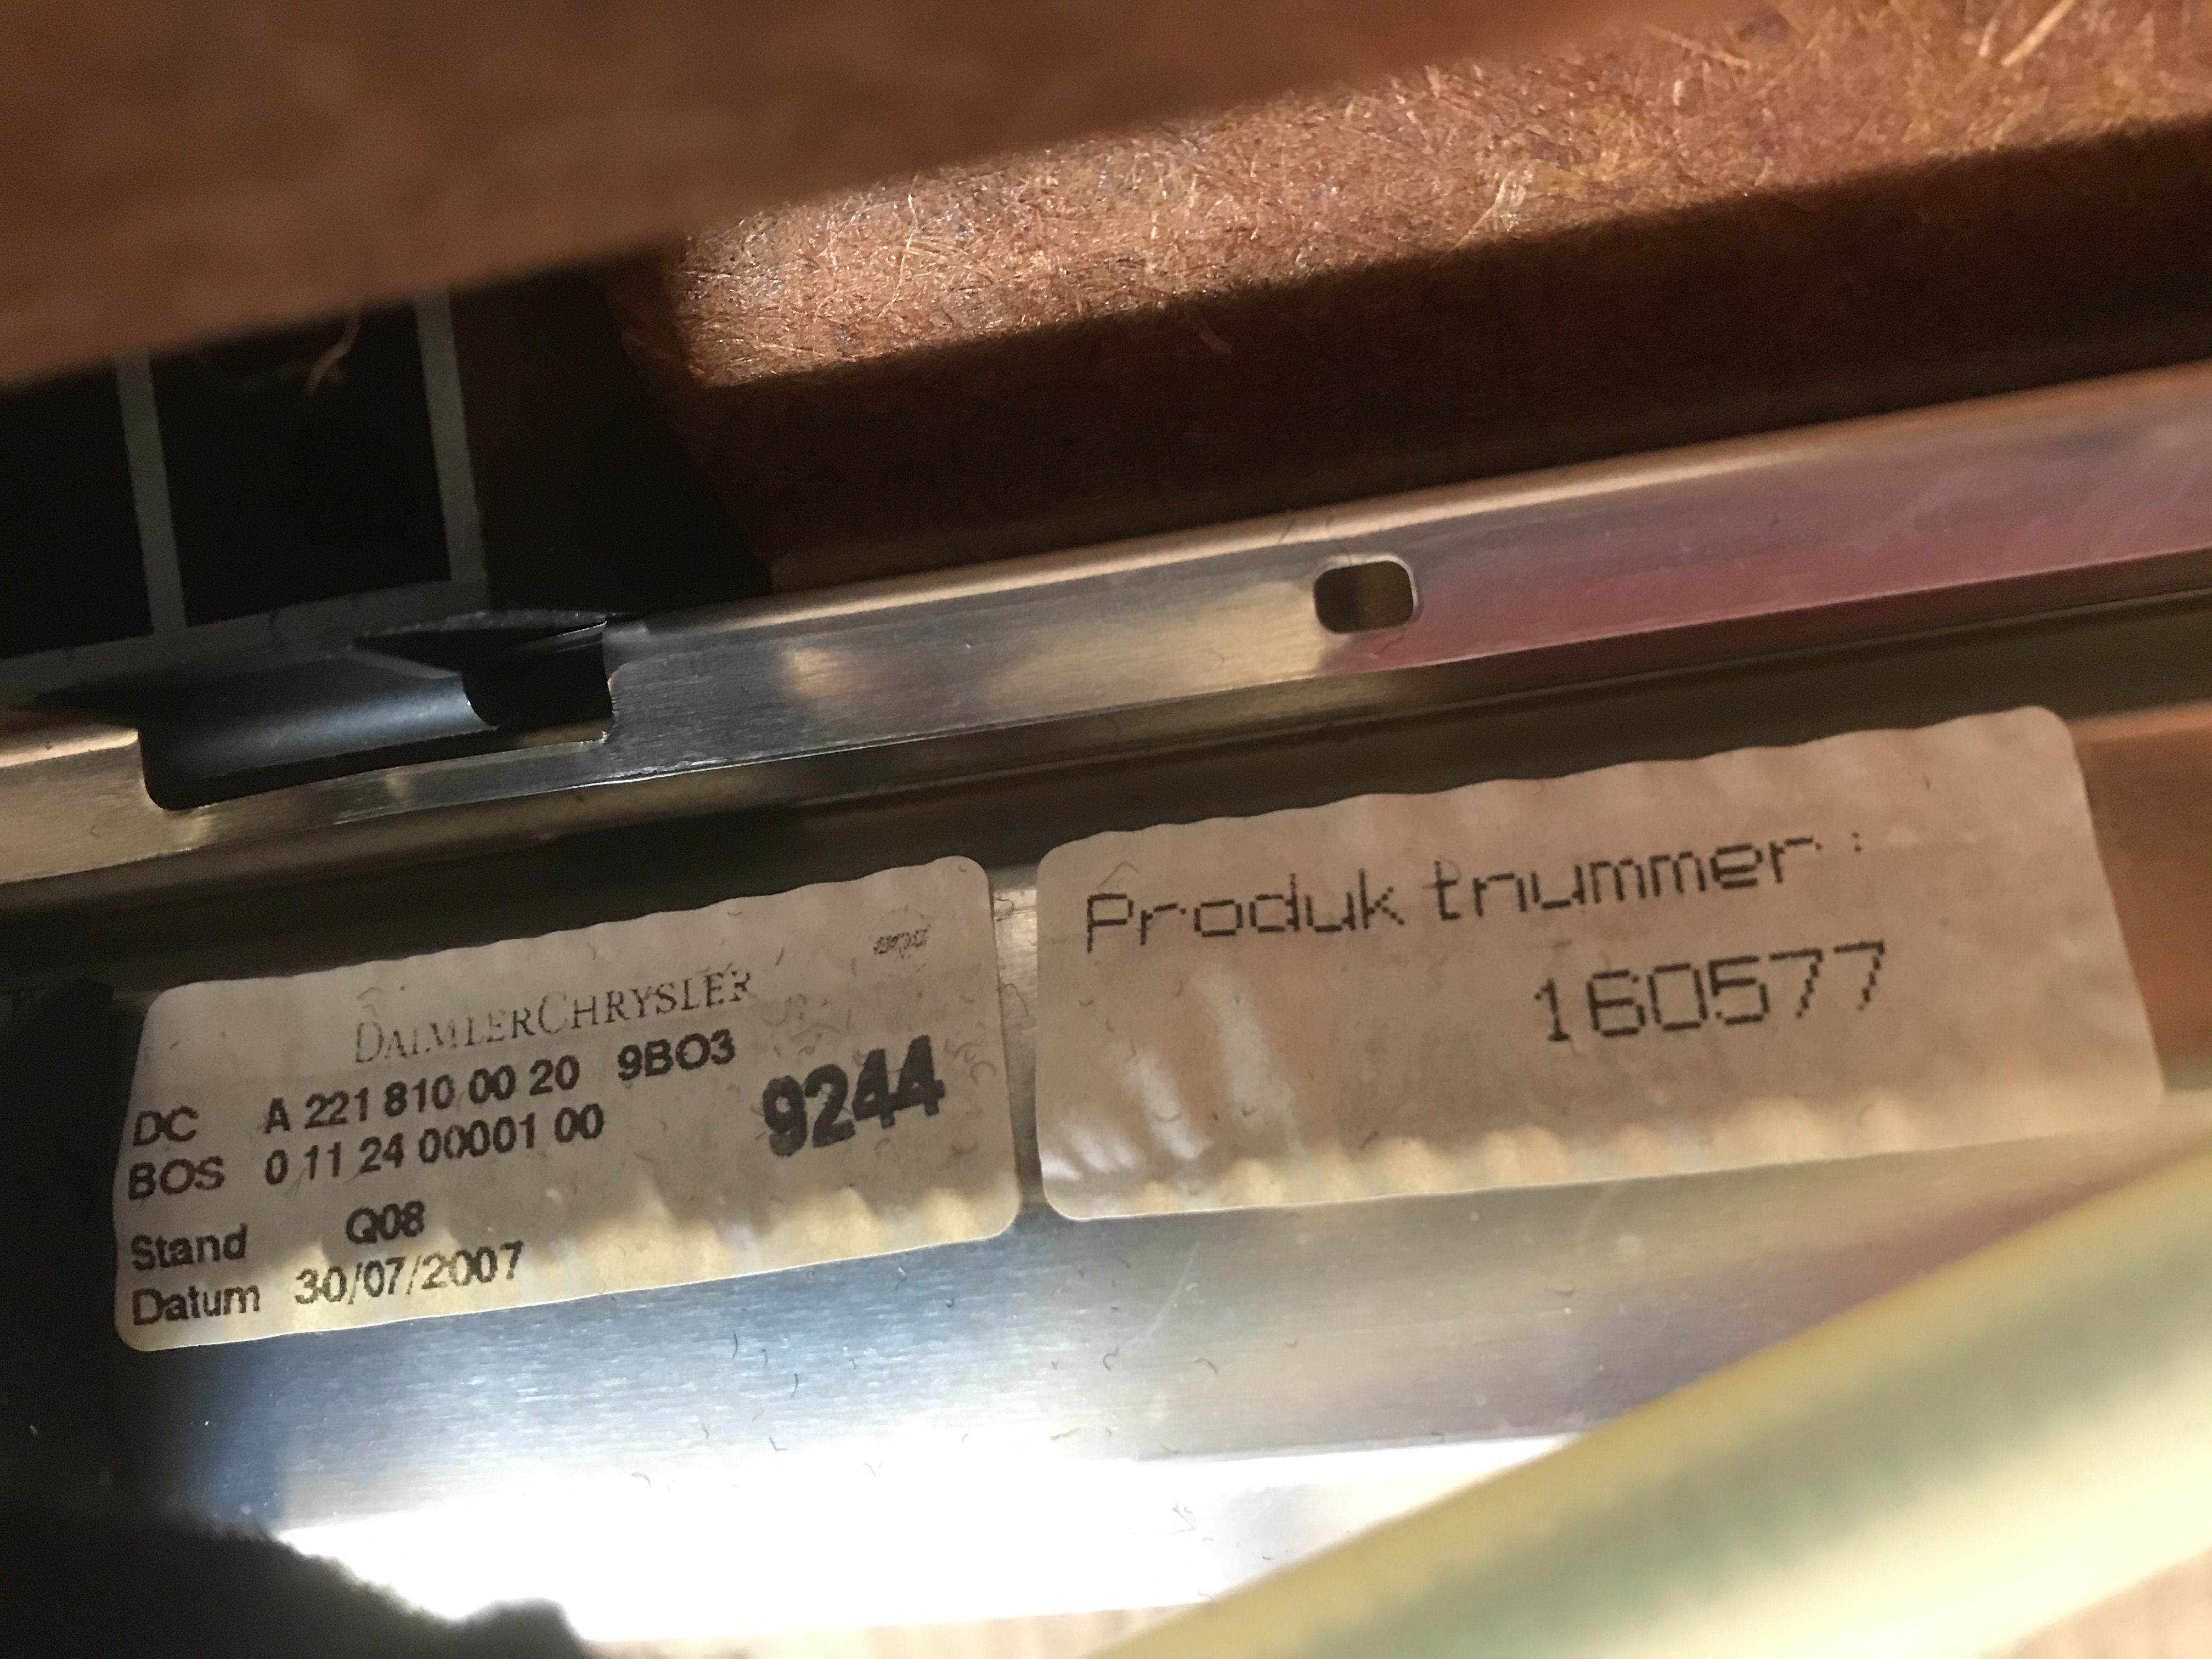 DAIMLERCHRYSLER
DC A 221 810 00 20 9BO3
BOS 0 11 24 00001 00 9244
Stand Q08
Datum 30/07/2007
Produktnummer :
160577